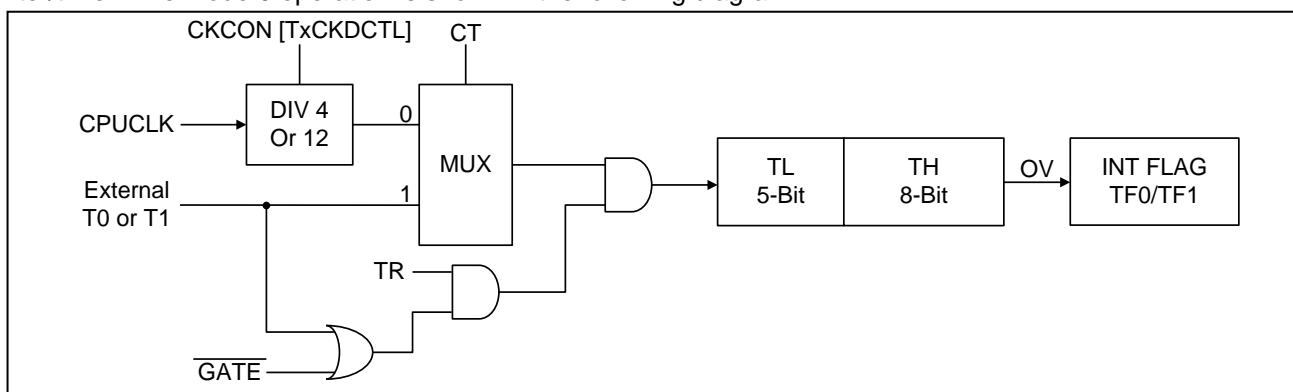 CKCON [TxCKDCTL]
CT
CPUCLK
DIV 4
Or 12
0
MUX
External
T0 or T1
1
TL
5-Bit
TH
8-Bit
OV
INT FLAG
TF0/TF1
TR
GATE